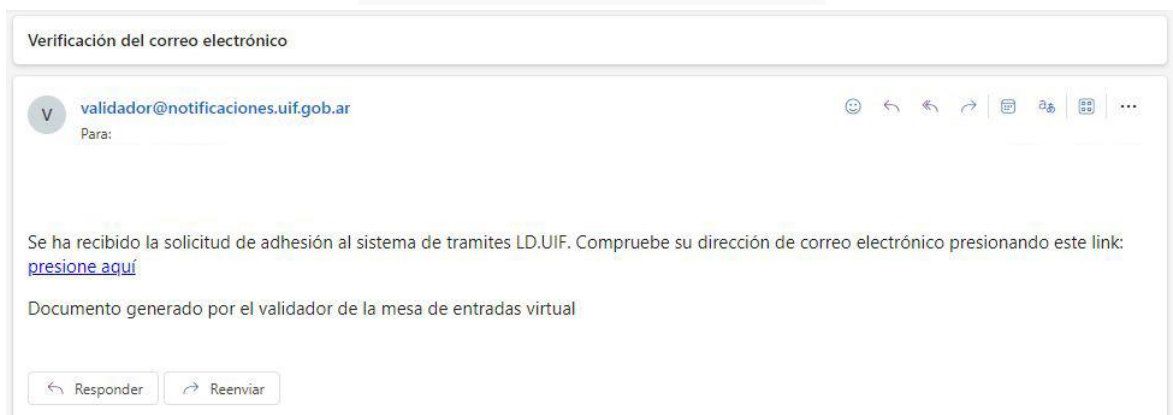 Verificación del correo electrónico
V
validador@notificaciones.uif.gob.ar
Para:
Se ha recibido la solicitud de adhesión al sistema de tramites LD.UIF. Compruebe su dirección de correo electrónico presionando este link:
presione aquí
Documento generado por el validador de la mesa de entradas virtual
Responder
Reenviar